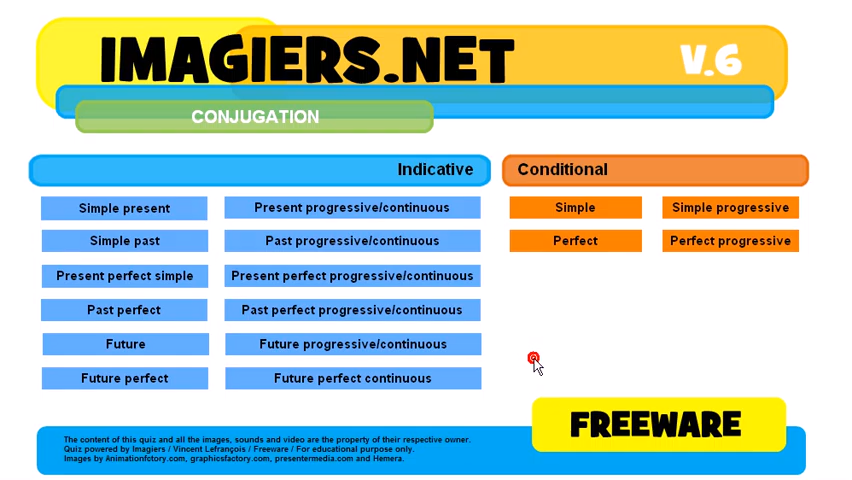 IMAGIERS.NET
V.6
CONJUGATION
Indicative
Conditional
Simple present
Present progressive/continuous
Simple
Simple progressive
Simple past
Past progressive/continuous
Perfect
Perfect progressive
Present perfect simple
Present perfect progressive/continuous
Past perfect
Past perfect progressive/continuous
Future
Future progressive/continuous
Future perfect
Future perfect continuous
FREEWARE
The content of this quiz and all the images, sounds and video are the property of their respective owner.
Quiz powered by Imagiers / Vincent Lefrançois / Freeware / For educational purpose only.
Images by Animationfotory.com, graphicsfactory.com, presentermedia.com and Hemera.